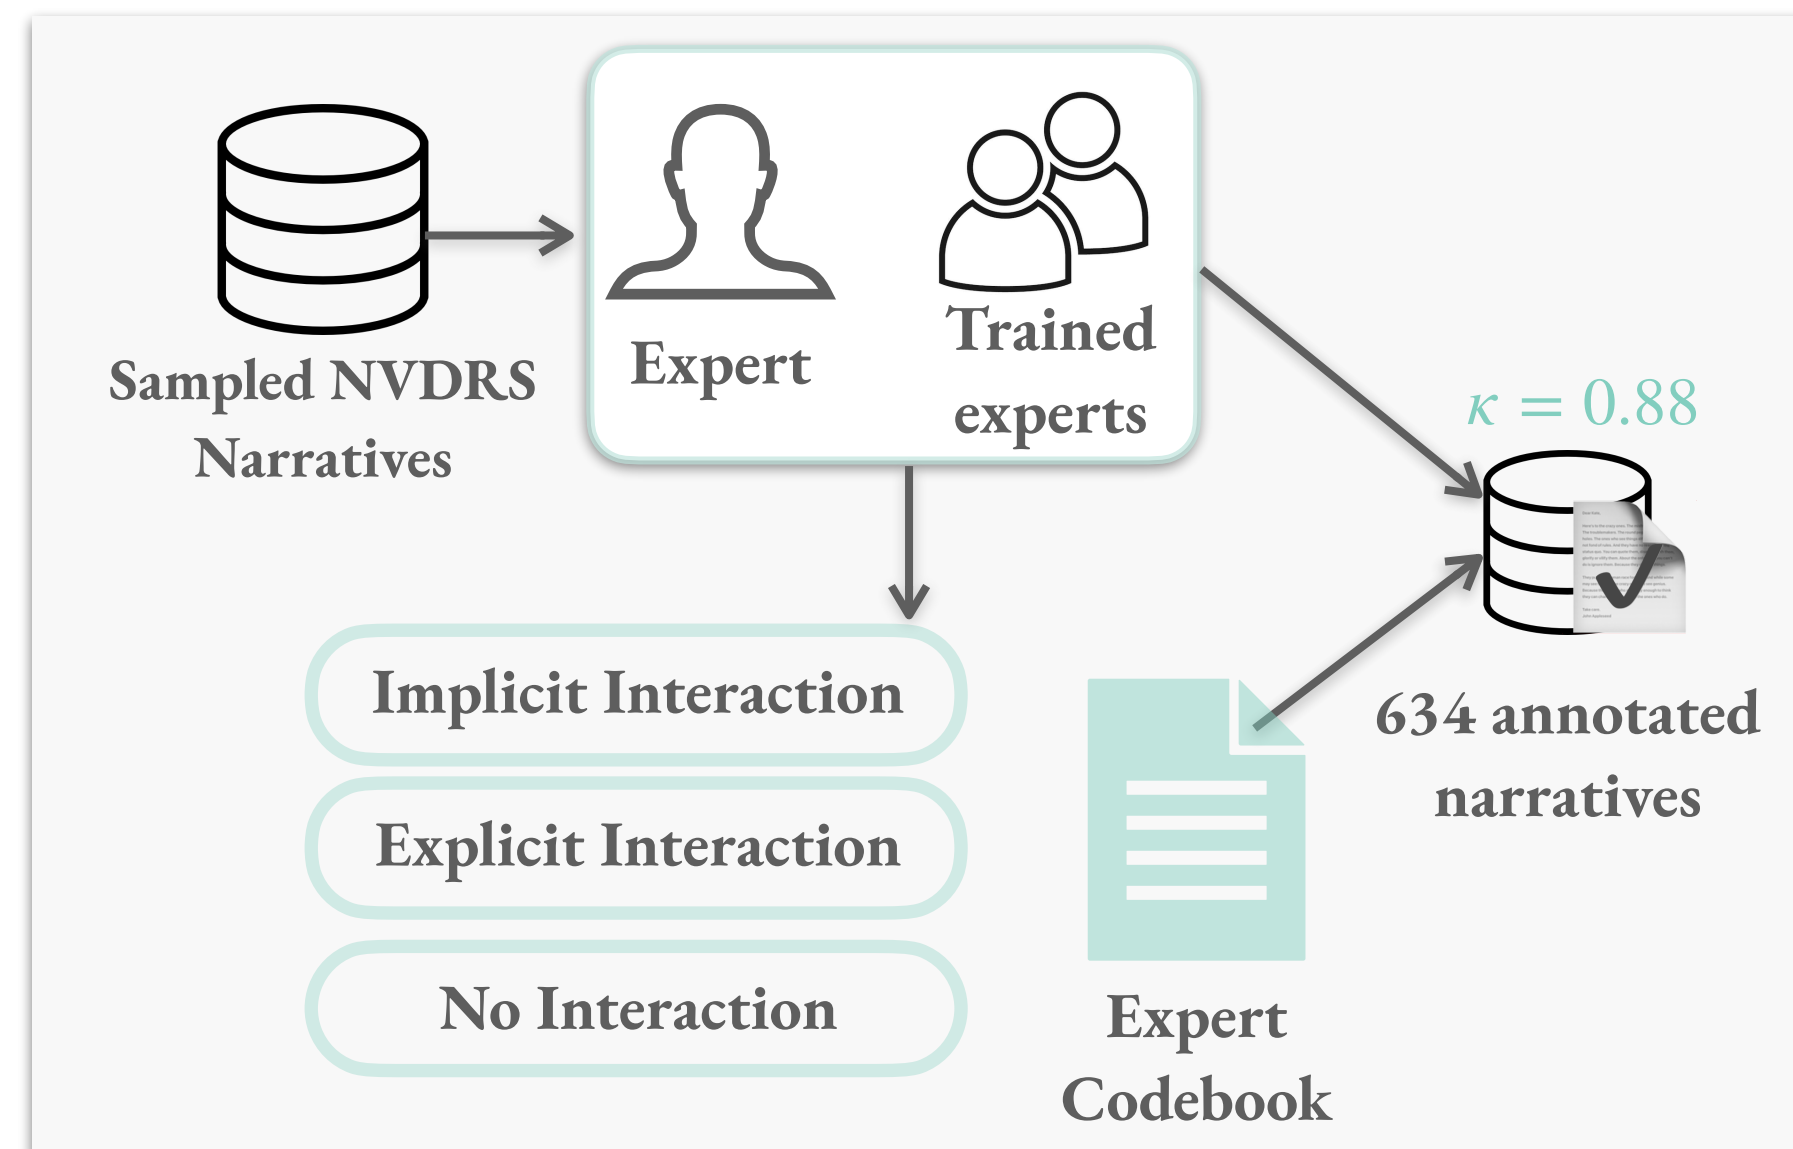 Sampled NVDRS
Narratives
Expert
Trained
experts
κ = 0.88
634 annotated
narratives
Implicit Interaction
Explicit Interaction
No Interaction
Expert
Codebook